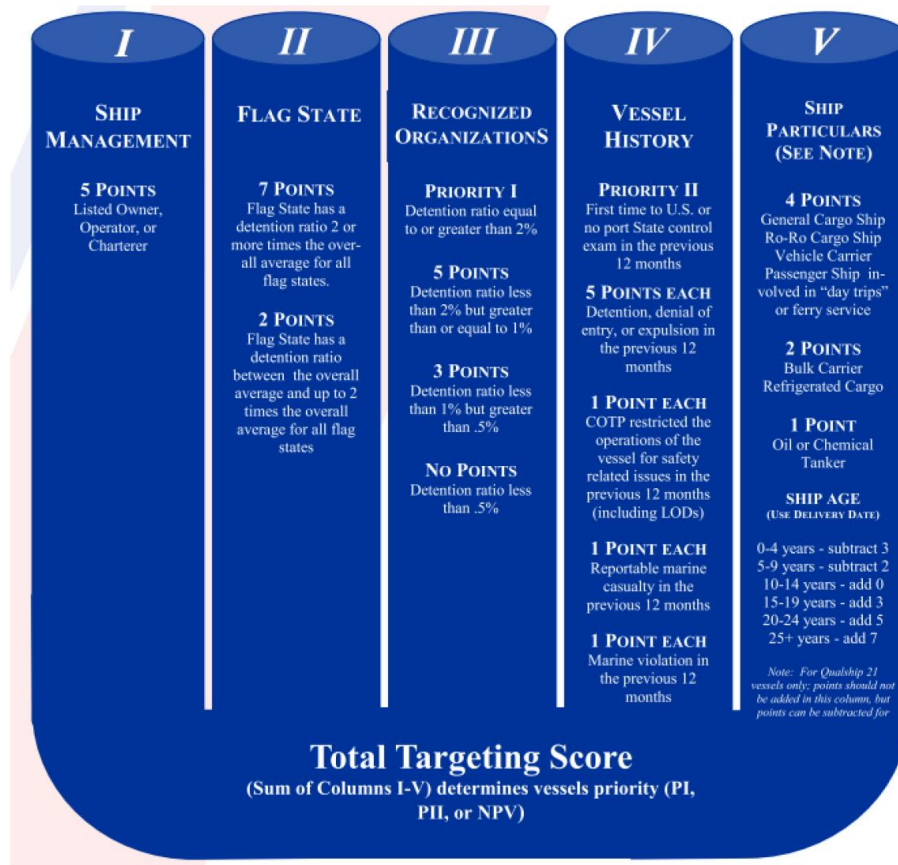 I
SHIP
MANAGEMENT
5 POINTS
Listed Owner,
Operator, or
Charterer
II
FLAG STATE
7 POINTS
Flag State has a
detention ratio 2 or
more times the over-
all average for all
flag states.
2 POINTS
Flag State has a
detention ratio
between the overall
average and up to 2
times the overall
average for all flag
states
III
RECOGNIZED
ORGANIZATIONS
PRIORITY I
Detention ratio equal
to or greater than 2%
5 POINTS
Detention ratio less
than 2% but greater
than or equal to 1%
3 POINTS
Detention ratio less
than 1% but greater
than .5%
NO POINTS
Detention ratio less
than .5%
IV
VESSEL
HISTORY
PRIORITY II
First time to U.S. or
no port State control
exam in the previous
12 months
5 POINTS EACH
Detention, denial of
entry, or expulsion in
the previous 12
months
1 POINT EACH
COTP restricted the
operations of the
vessel for safety
related issues in the
previous 12 months
(including LODs)
1 POINT EACH
Reportable marine
casualty in the
previous 12 months
1 POINT EACH
Marine violation in
the previous 12
months
V
SHIP
PARTICULARS
(SEE NOTE)
4 POINTS
General Cargo Ship
Ro-Ro Cargo Ship
Vehicle Carrier
Passenger Ship in-
volved in “day trips”
or ferry service
2 POINTS
Bulk Carrier
Refrigerated Cargo
1 POINT
Oil or Chemical
Tanker
SHIP AGE
(USE DELIVERY DATE)
0-4 years - subtract 3
5-9 years - subtract 2
10-14 years - add 0
15-19 years - add 3
20-24 years - add 5
25+ years - add 7
Note: For Qualship 21
vessels only; points should not
be added in this column, but
points can be subtracted for
Total Targeting Score
(Sum of Columns I-V) determines vessels priority (PI,
PII, or NPV)